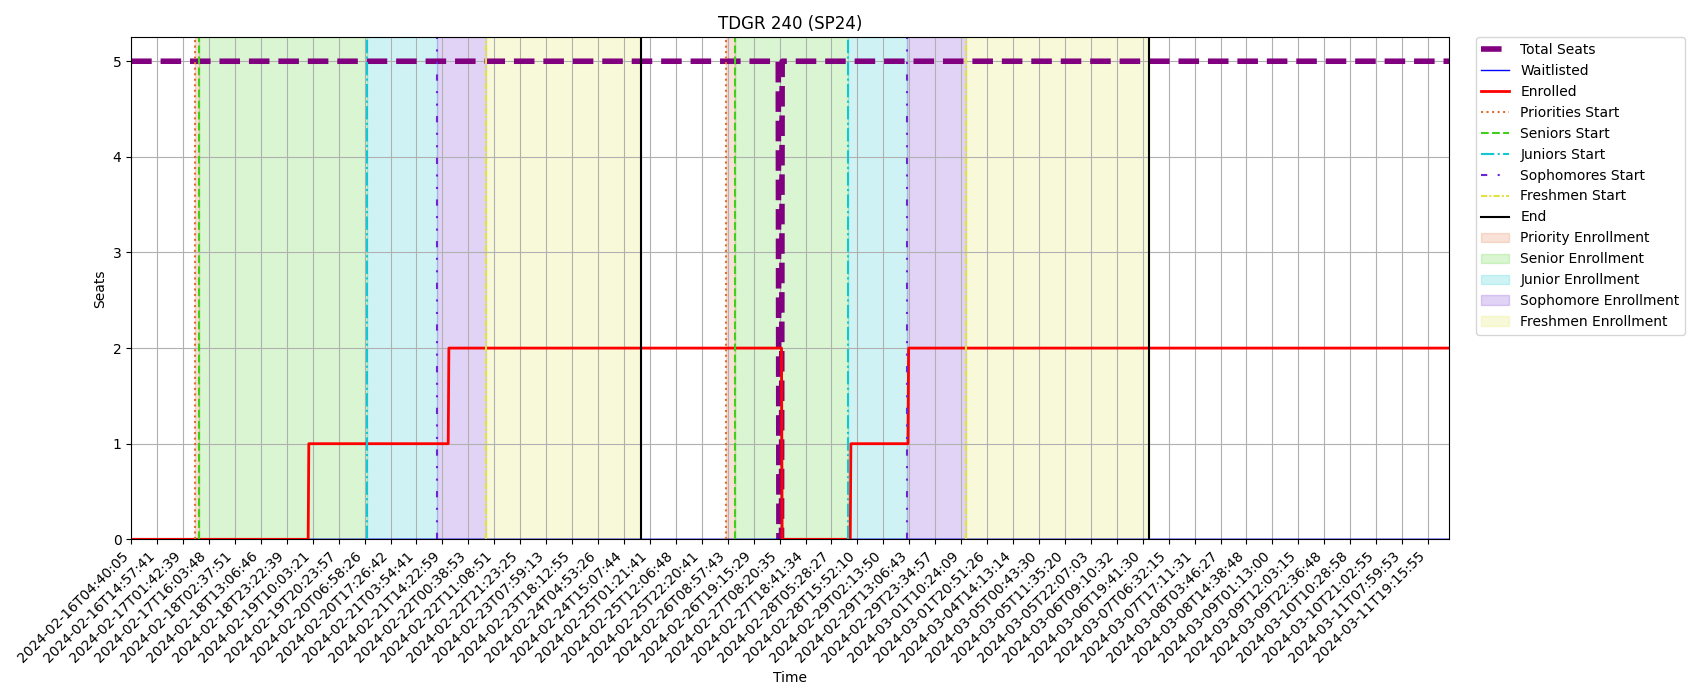 TDGR 240 (SP24)
Seats
5
4
3
2
1
0
2024-02-16T04:40:05
2024-02-16T14:57:41
2024-02-17T01:42:39
2024-02-17T16:03:48
2024-02-18T02:37:51
2024-02-18T13:06:46
2024-02-18T23:22:39
2024-02-19T10:03:21
2024-02-19T20:23:57
2024-02-20T06:58:26
2024-02-20T17:26:42
2024-02-21T03:54:41
2024-02-21T14:22:59
2024-02-22T00:38:53
2024-02-22T11:08:51
2024-02-22T21:23:25
2024-02-23T07:59:13
2024-02-23T18:12:55
2024-02-24T04:53:26
2024-02-24T15:07:44
2024-02-25T01:21:41
2024-02-25T12:06:48
2024-02-25T22:20:41
2024-02-26T08:57:43
2024-02-26T19:15:29
2024-02-27T08:20:35
2024-02-27T18:41:34
2024-02-28T05:28:27
2024-02-28T15:52:10
2024-02-29T02:13:50
2024-02-29T13:06:43
2024-02-29T23:34:57
2024-03-01T10:24:09
2024-03-01T20:51:26
2024-03-04T14:13:14
2024-03-05T00:43:30
2024-03-05T11:35:20
2024-03-05T22:07:03
2024-03-06T09:10:32
2024-03-06T19:41:30
2024-03-07T06:32:15
2024-03-07T17:11:31
2024-03-08T03:46:27
2024-03-08T14:38:48
2024-03-09T01:13:00
2024-03-09T12:03:15
2024-03-09T22:36:48
2024-03-10T10:28:58
2024-03-10T21:02:55
2024-03-11T07:59:53
2024-03-11T19:15:55
Time
Total Seats
Waitlisted
Enrolled
Priorities Start
Seniors Start
Juniors Start
Sophomores Start
Freshmen Start
End
Priority Enrollment
Senior Enrollment
Junior Enrollment
Sophomore Enrollment
Freshmen Enrollment